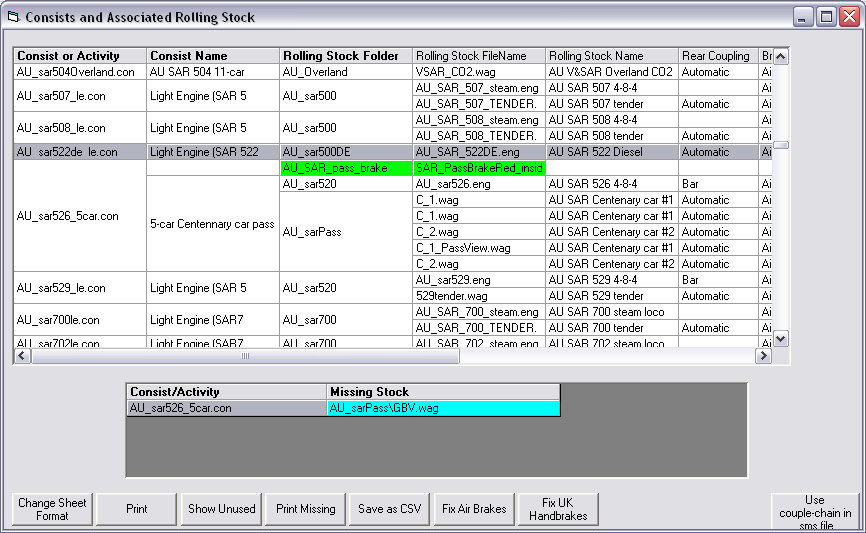 Consists and Associated Rolling Stock
Consist or Activity Consist Name Rolling Stock Folder Rolling Stock FileName Rolling Stock Name Rear Coupling Br
AU_sar504Overland.con AU SAR 504 11-car AU_Overland VSAR_CO2.wag AU V&SAR Overland CO2 Automatic Ai
AU_sar507_le.con Light Engine (SAR 5 AU_sar500 AU_SAR_507_steam.eng AU SAR 507 4-8-4 Ai
AU_SAR_507_TENDER. AU SAR 507 tender Automatic Ai
AU_sar508_le.con Light Engine (SAR 5 AU_sar500 AU_SAR_508_steam.eng AU SAR 508 4-8-4 Ai
AU_SAR_508_TENDER. AU SAR 508 tender Automatic Ai
AU_sar522de_le.con Light Engine (SAR 522 AU_sar500DE AU_SAR_522DE.eng AU SAR 522 Diesel Automatic Ai
AU_sar526_5car.con 5-car Centennary car pass AU_SAR_pass_brake SAR_PassBrakeRed_insid
AU_sar520 AU_sar526.eng AU SAR 526 4-8-4 Bar Ai
AU_sarPass C_1.wag AU SAR Centenary car #1 Automatic Ai
C_1.wag AU SAR Centenary car #1 Automatic Ai
C_2.wag AU SAR Centenary car #2 Automatic Ai
C_1_PassView.wag AU SAR Centenary car #1 Automatic Ai
C_2.wag AU SAR Centenary car #2 Automatic Ai
AU_sar529_le.con Light Engine (SAR 5 AU_sar520 AU_sar529.eng AU SAR 529 4-8-4 Bar Ai
529tender.wag AU SAR 529 tender Automatic Ai
AU_sar700le.con Light Engine (SAR7 AU_sar700 AU_SAR_700_steam.eng AU SAR 700 steam loco Ai
AU_SAR_700_TENDER. AU SAR 700 tender Automatic Ai
AU_sar702le.con Light Engine (SAR7 AU_sar700 AU_SAR_702_steam.eng AU SAR 702 steam loco Ai
Consist/Activity Missing Stock
AU_sar526_5car.con AU_sarPass\GBV.wag
Change Sheet
Format
Print
Show Unused
Print Missing
Save as CSV
Fix Air Brakes
Fix UK
Handbrakes
Use
couple-chain in
sms file